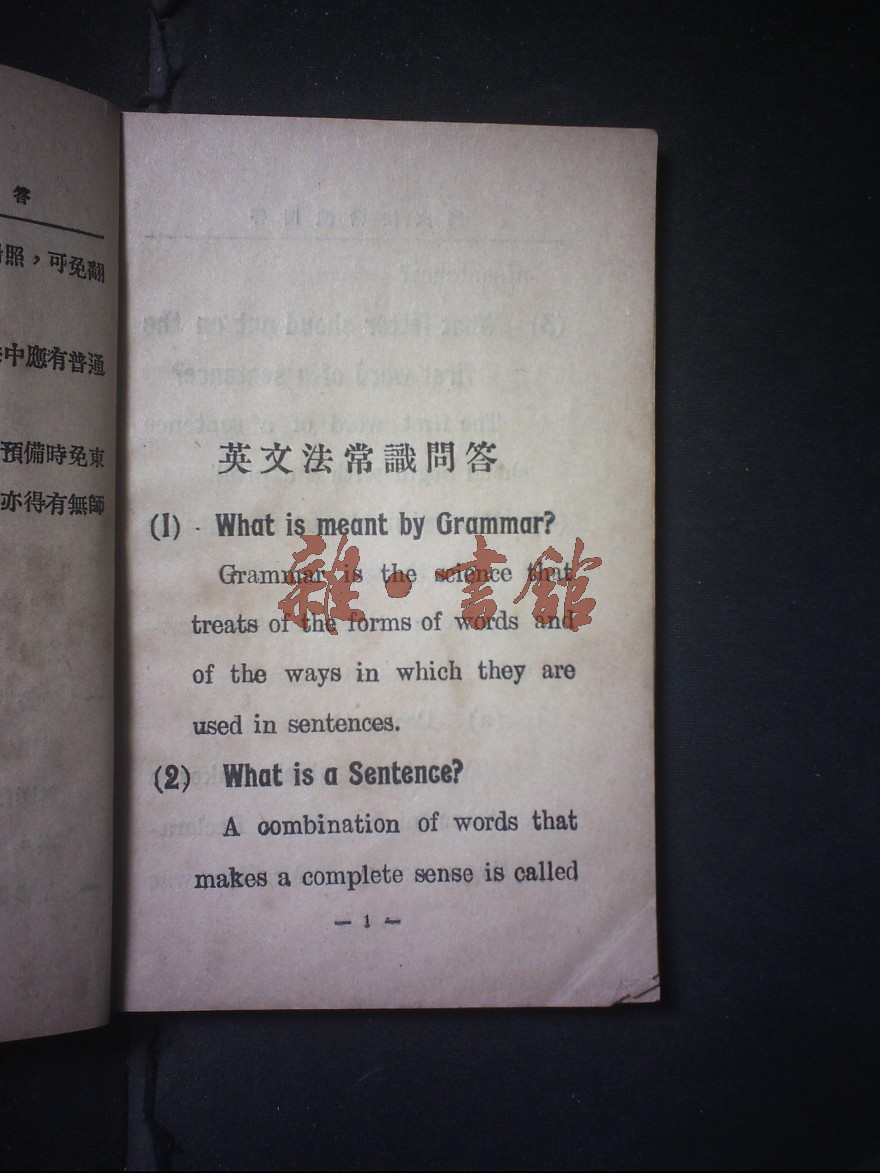 答
照，可免翻
中應有普通
預備時免東
亦得有無師
英文法常識問答
(1) What is meant by Grammar?
Grammar is the science that
treats of the forms of words and
of the ways in which they are
used in sentences.
(2) What is a Sentence?
A combination of words that
makes a complete sense is called
— 1 —
雜·書館